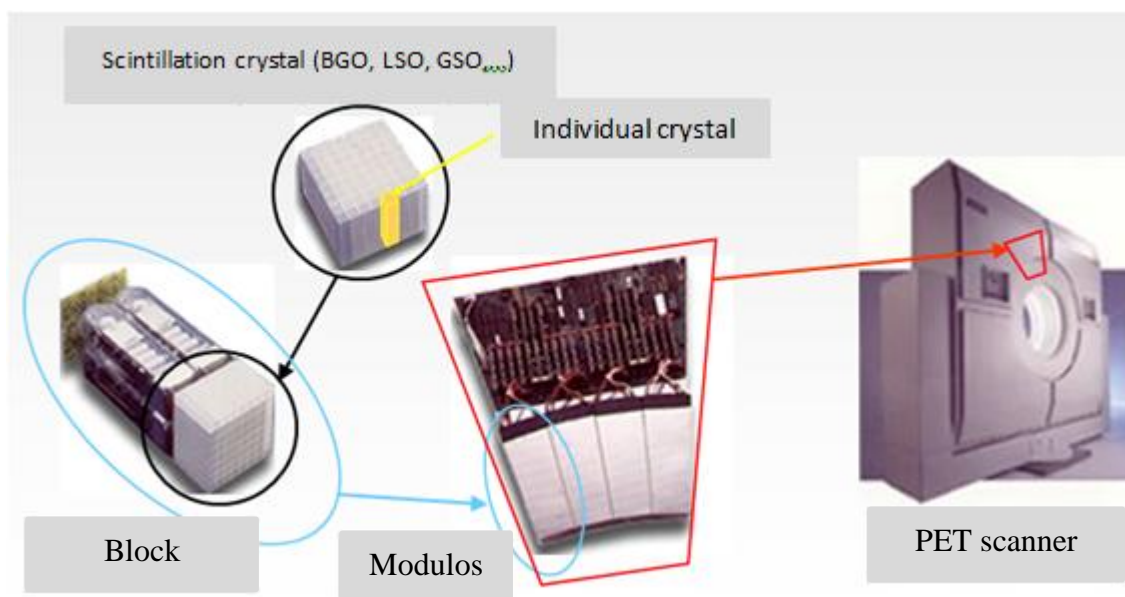 Scintillation crystal (BGO, LSO, GSO,...)
Individual crystal
Block
Modulos
PET scanner